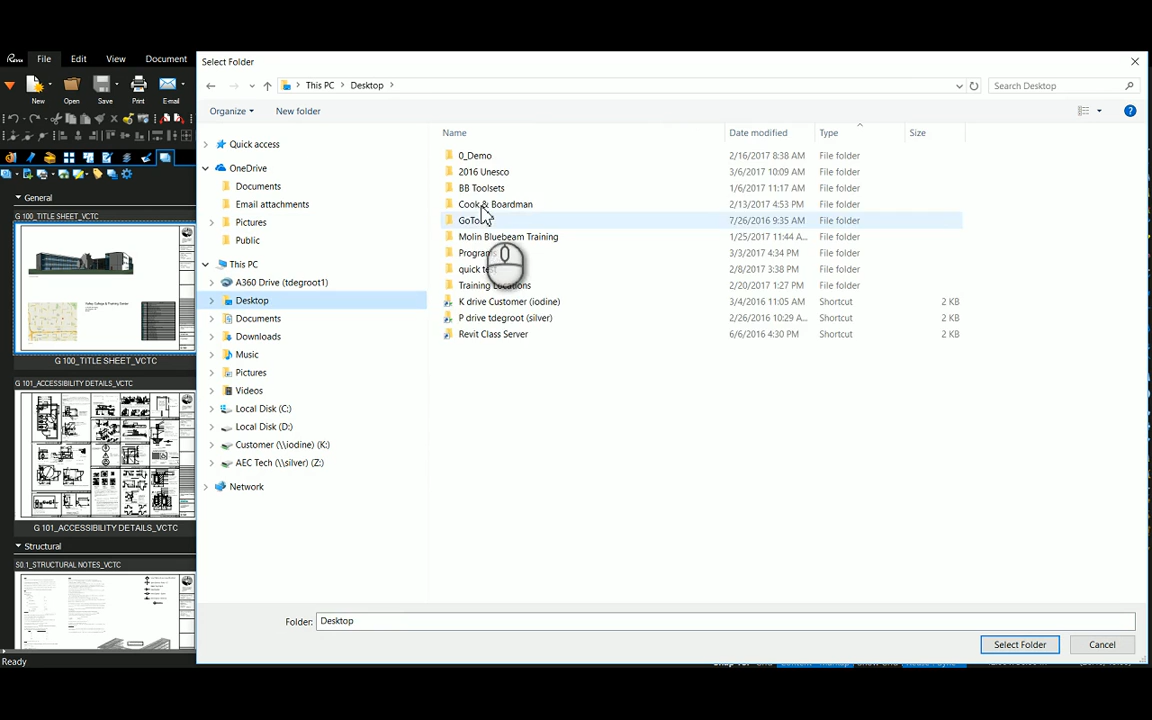 Select Folder
Revu File Edit View Document
This PC Desktop
Search Desktop
New Open Save Print E-mail
Organize New folder
Name Date modified Type Size
Quick access
OneDrive
Documents
Email attachments
Pictures
Public
This PC
A360 Drive (tdegroot1)
Desktop
Documents
Downloads
Music
Pictures
Videos
Local Disk (C:)
Local Disk (D:)
Customer (\\iodine) (K:)
AEC Tech (\\silver) (Z:)
Network
0_Demo 2/16/2017 8:38 AM File folder
2016 Unesco 3/6/2017 10:09 AM File folder
BB Toolsets 1/6/2017 11:17 AM File folder
Cook & Boardman 2/13/2017 4:53 PM File folder
7/26/2016 9:35 AM File folder
Molin Bluebeam Training 1/25/2017 11:44 A... File folder
3/3/2017 4:34 PM File folder
quick 2/8/2017 3:38 PM File folder
Training Locations 2/20/2017 1:27 PM File folder
K drive Customer (iodine) 3/4/2016 11:05 AM Shortcut 2 KB
P drive tdegroot (silver) 2/26/2016 10:29 A... Shortcut 2 KB
Revit Class Server 6/6/2016 4:30 PM Shortcut 2 KB
General
G 100_TITLE SHEET_VCTC
G 100_TITLE SHEET_VCTC
G 101_ACCESSIBILITY DETAILS_VCTC
G 101_ACCESSIBILITY DETAILS_VCTC
Structural
S0.1_STRUCTURAL NOTES_VCTC
Folder: Desktop
Select Folder Cancel
Ready